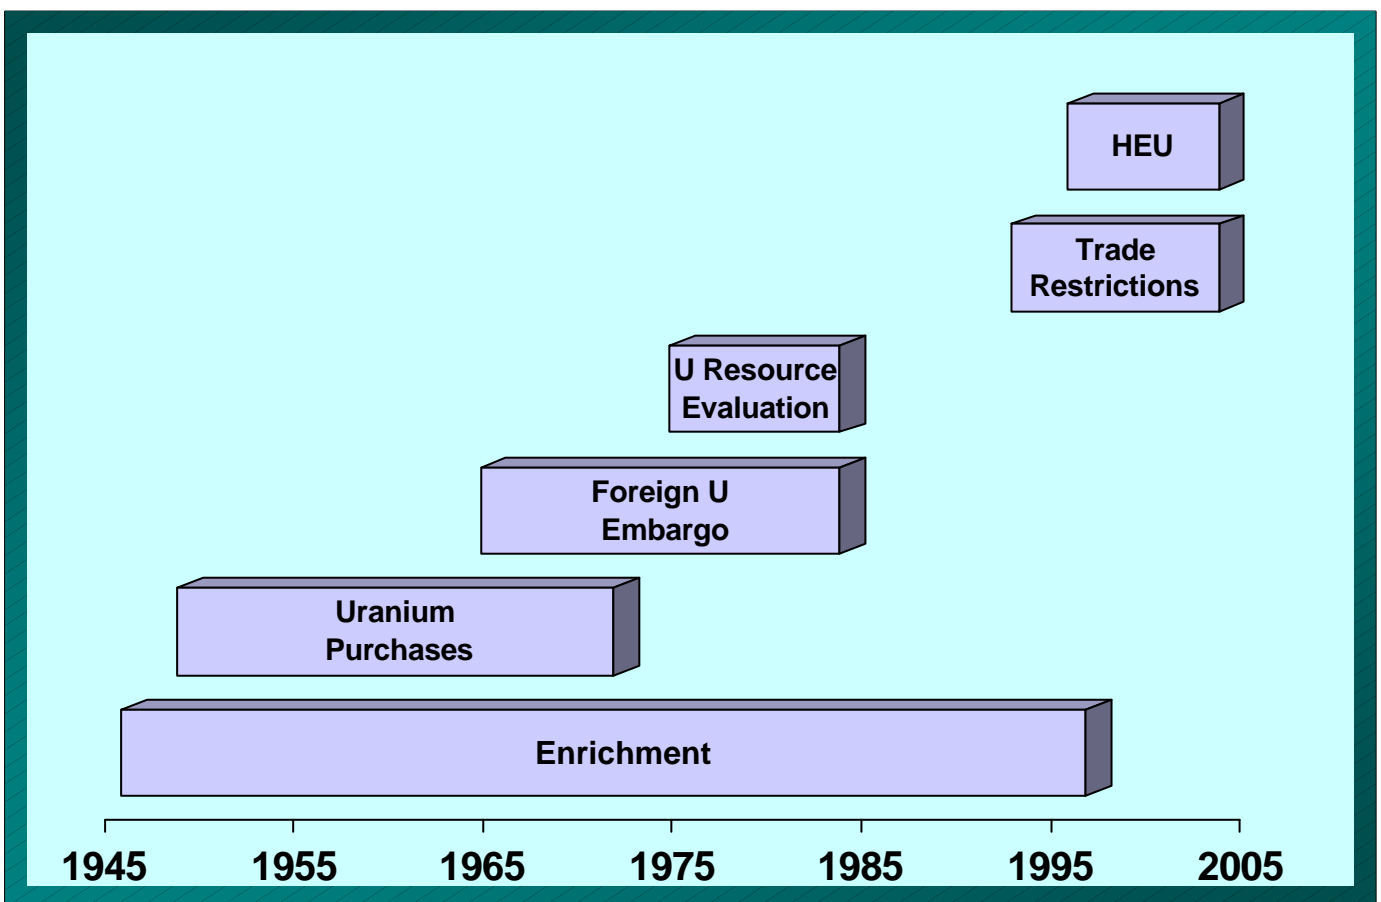 HEU
Trade
Restrictions
U Resource
Evaluation
Foreign U
Embargo
Uranium
Purchases
Enrichment
1945 1955 1965 1975 1985 1995 2005